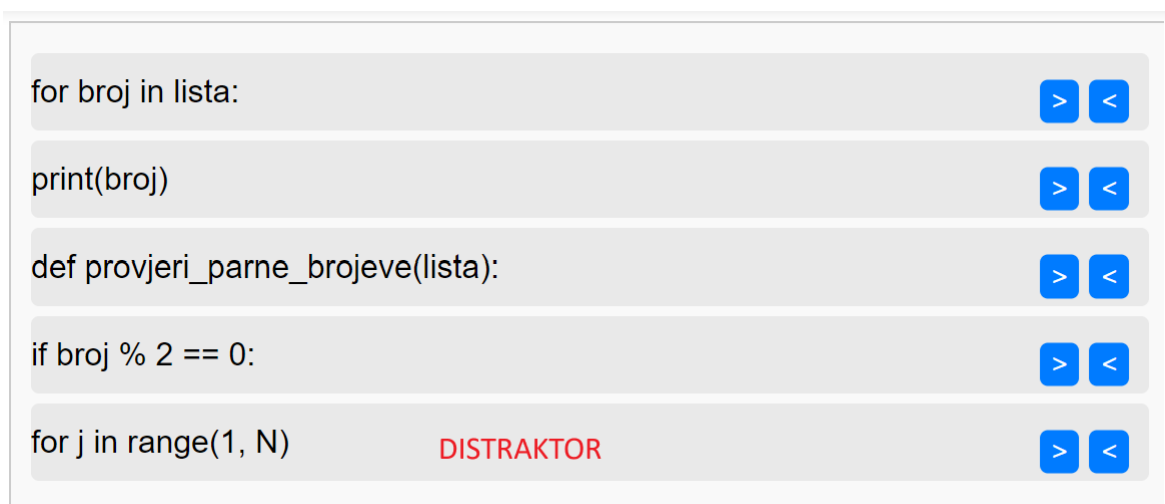 for broj in lista: > <
print(broj) > <
def provjeri_parne_brojeve(lista): > <
if broj % 2 == 0: > <
for j in range(1, N) DISTRAKTOR > <